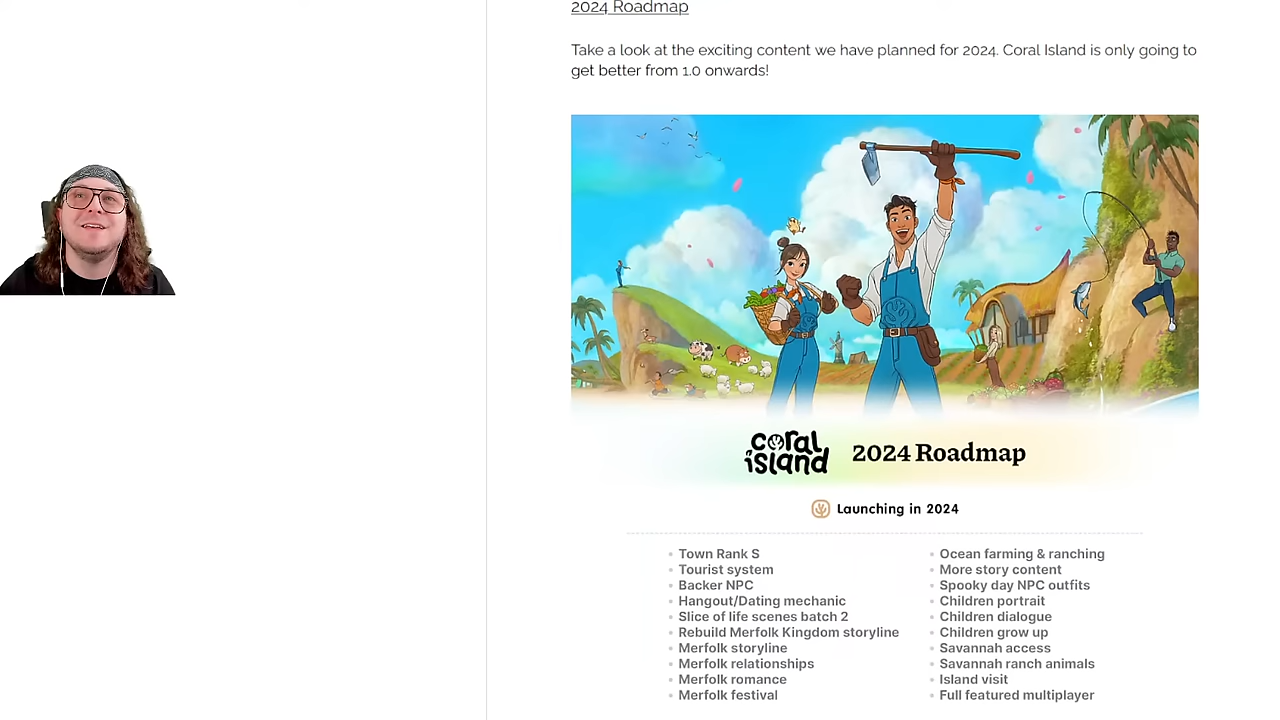 2024 Roadmap
Take a look at the exciting content we have planned for 2024. Coral Island is only going to
get better from 1.0 onwards!
coral
island
2024 Roadmap
Launching in 2024
Town Rank S
Tourist system
Backer NPC
Hangout/Dating mechanic
Slice of life scenes batch 2
Rebuild Merfolk Kingdom storyline
Merfolk storyline
Merfolk relationships
Merfolk romance
Merfolk festival
Ocean farming & ranching
More story content
Spooky day NPC outfits
Children portrait
Children dialogue
Children grow up
Savannah access
Savannah ranch animals
Island visit
Full featured multiplayer